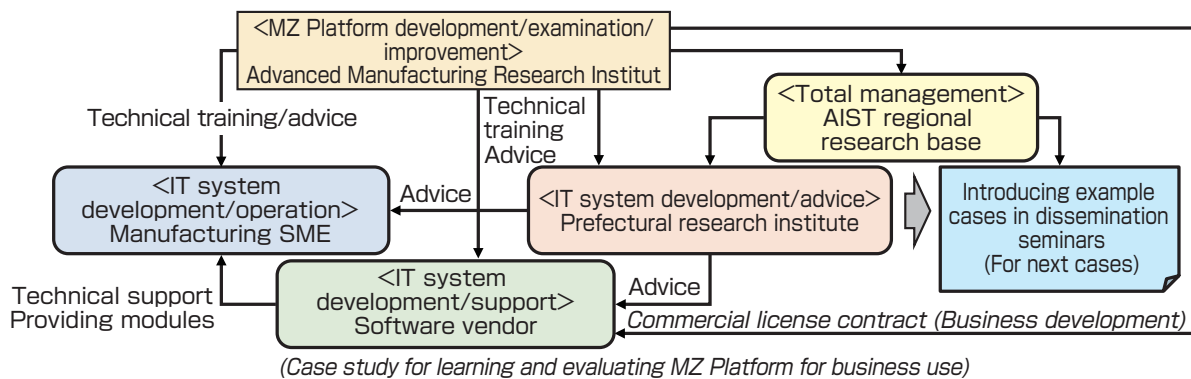 <MZ Platform development/examination/
improvement>
Advanced Manufacturing Research Institut
Technical training/advice
Technical
training
Advice
<Total management>
AIST regional
research base
<IT system
development/operation>
Manufacturing SME
Advice
<IT system development/advice>
Prefectural research institute
Introducing example
cases in dissemination
seminars
(For next cases)
Technical support
Providing modules
<IT system
development/support>
Software vendor
Advice
Commercial license contract (Business development)
(Case study for learning and evaluating MZ Platform for business use)